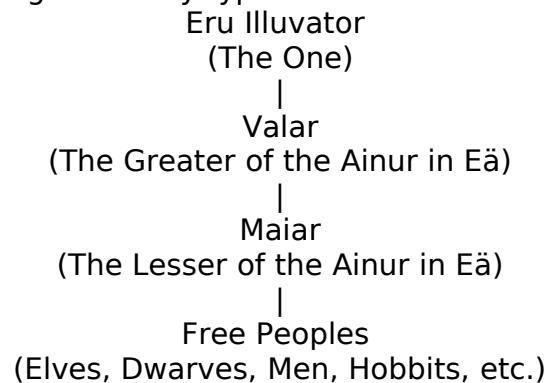 Eru Illuvator
(The One)
|
Valar
(The Greater of the Ainur in Eä)
|
Maiar
(The Lesser of the Ainur in Eä)
|
Free Peoples
(Elves, Dwarves, Men, Hobbits, etc.)